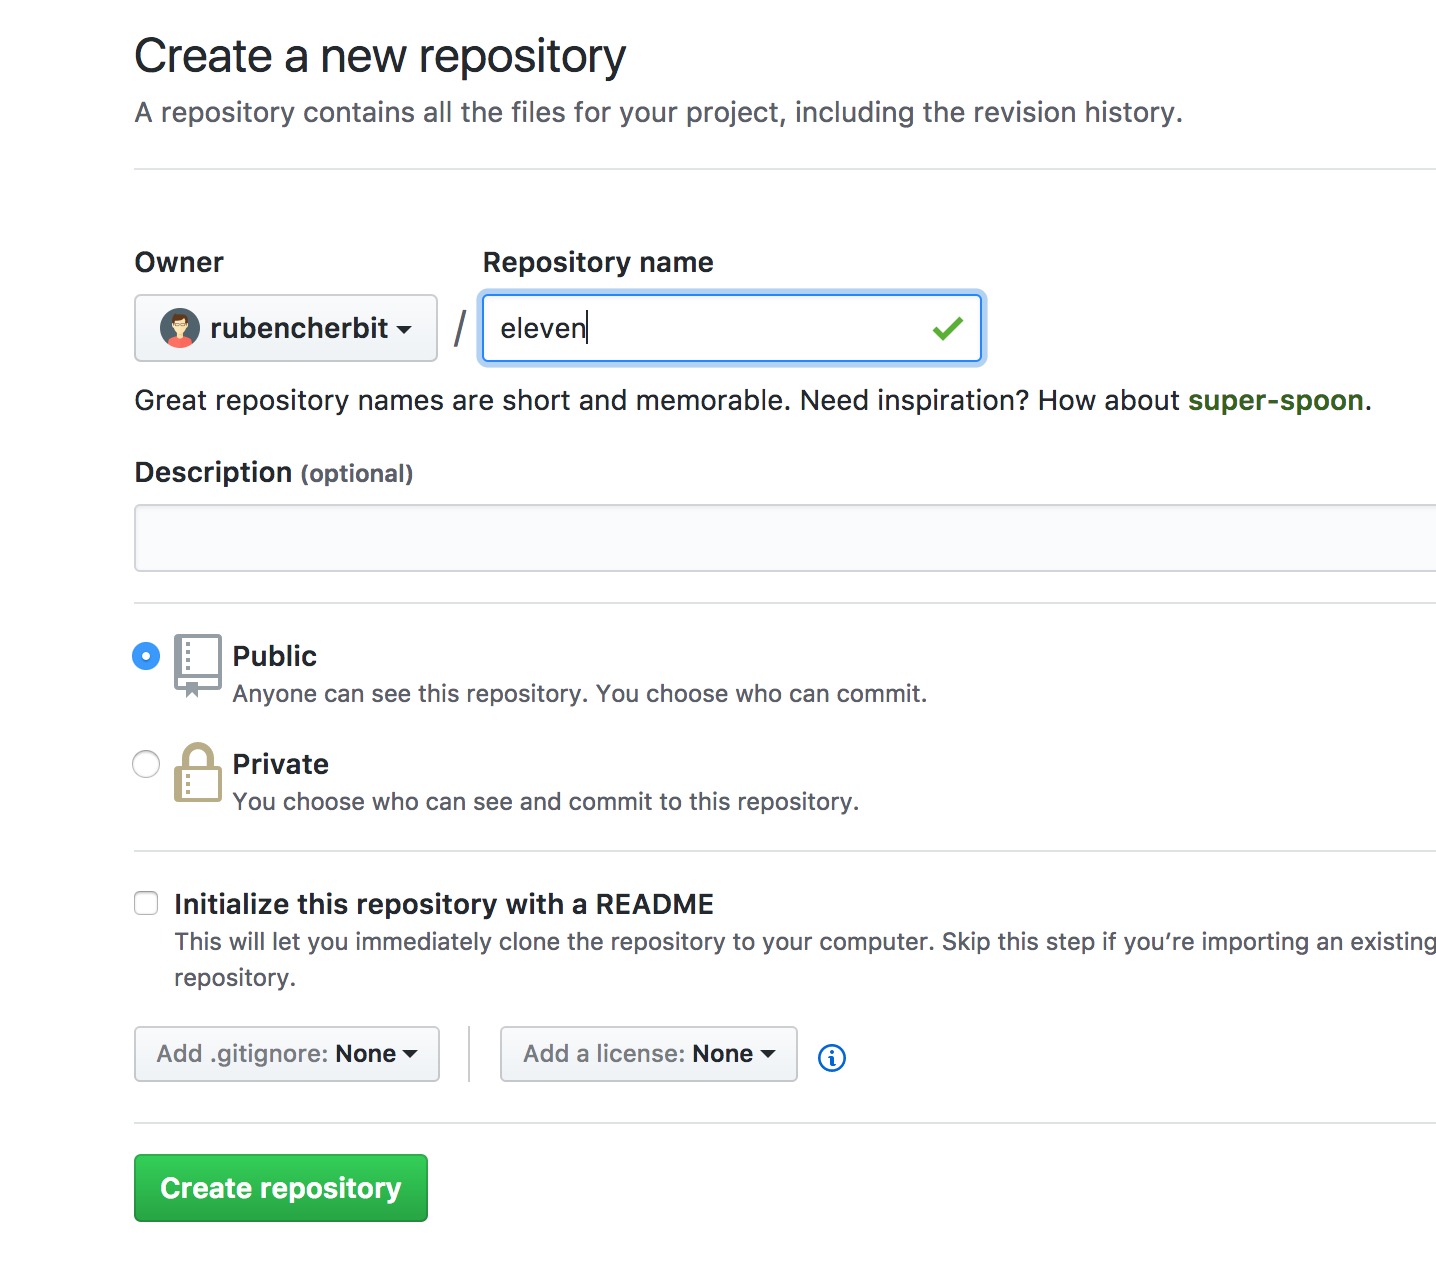 Create a new repository
A repository contains all the files for your project, including the revision history.
Owner
Repository name
rubencherbit
/
eleven
Great repository names are short and memorable. Need inspiration? How about super-spoon.
Description (optional)
Public
Anyone can see this repository. You choose who can commit.
Private
You choose who can see and commit to this repository.
Initialize this repository with a README
This will let you immediately clone the repository to your computer. Skip this step if you’re importing an existing
repository.
Add .gitignore: None
Add a license: None
Create repository